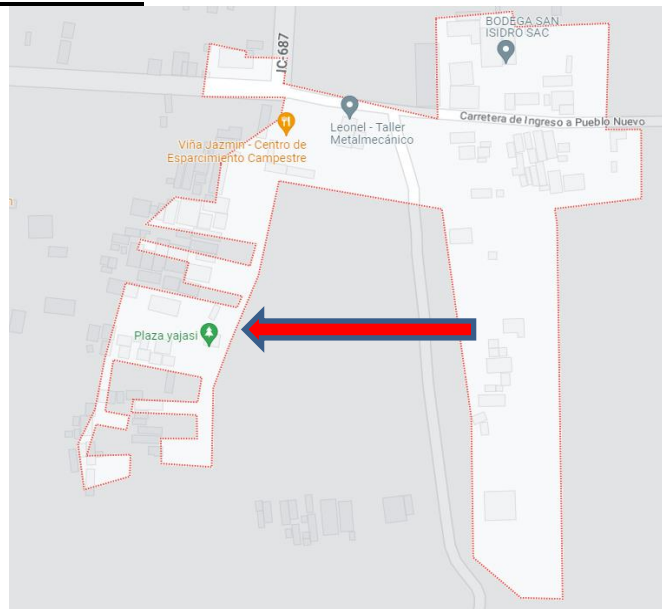 BODEGA SAN
ISIDRO SAC
IC-687
Carretera de Ingreso a Pueblo Nuevo
Leonel - Taller
Metalmecánico
Viña Jazmin - Centro de
Esparcimiento Campestre
Plaza yajasi